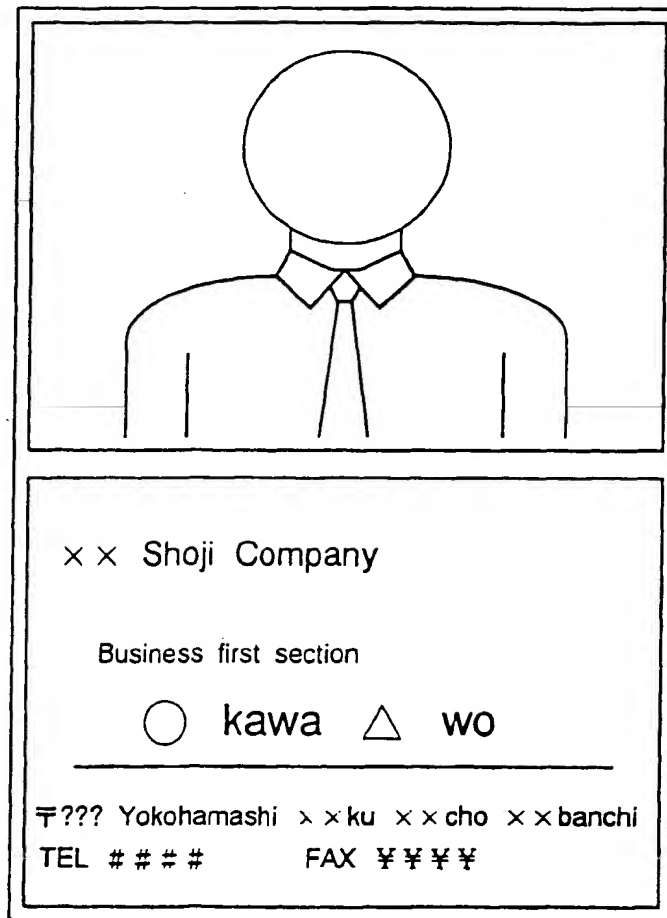 ×× Shoji Company
Business first section
○ kawa △ wo
〒??? Yokohamashi ××ku ××cho ××banchi
TEL #### FAX ¥¥¥¥